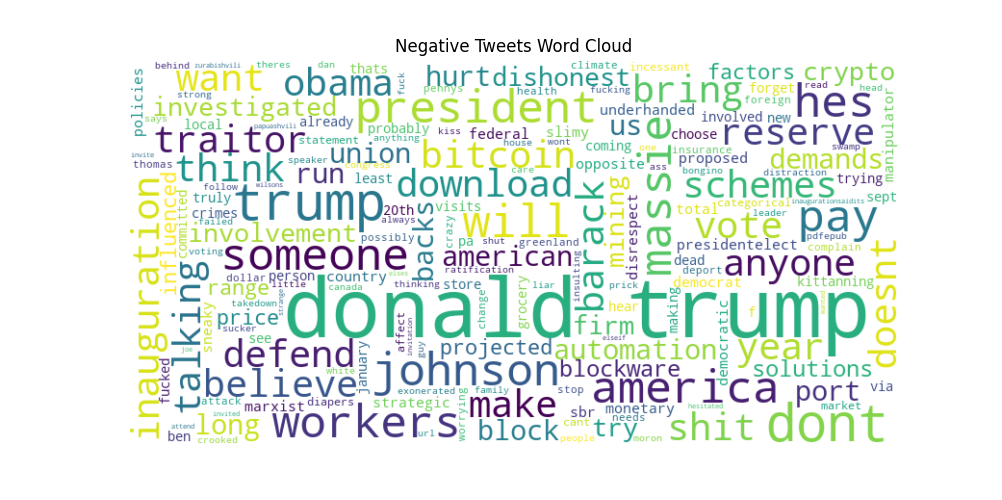 Negative Tweets Word Cloud
behind zurabishvili theres dan thats climate incessant read head
policies want obama fuck pennys hurt dishonest health fucking bring factors crypto
strong investigated president underhanded forget foreign hes
says local already probably kiss federal slimy us involved new reserve manipulator
traitor papueshvili statement anything house wont coming one choose
thomas invite think speaker union congress bitcoin opposite insurance proposed demands swamp
run least care ass bongino distraction trying
influenced follow wilsons download massie schemes
truly visits barack mining total categorical inaugurationsaidits sept
committed crimes trump 20th will disrespect vote leader pay pdfepub
failed always crazy
inauguration involvement possibly backs pa shut greenland presidentelect complain
voting someone american dead anyone
talking dollar person country thinking ratification store insulting deport democrat kittanning doesnt
range little canada elises liar prick
sneaky takedown strange donald trump grocery hear f
price change firm making year
sucker see affect invitation guy elseif democratic wasted
joe defend projected automation
fucked january white johnson blockware solutions
believe exonerated family stop america port via
attack diapers strategic make needs hesitated market
long marxist worrying sbr monetary
invited workers block cant try shit dont
ben crooked url people moron attend